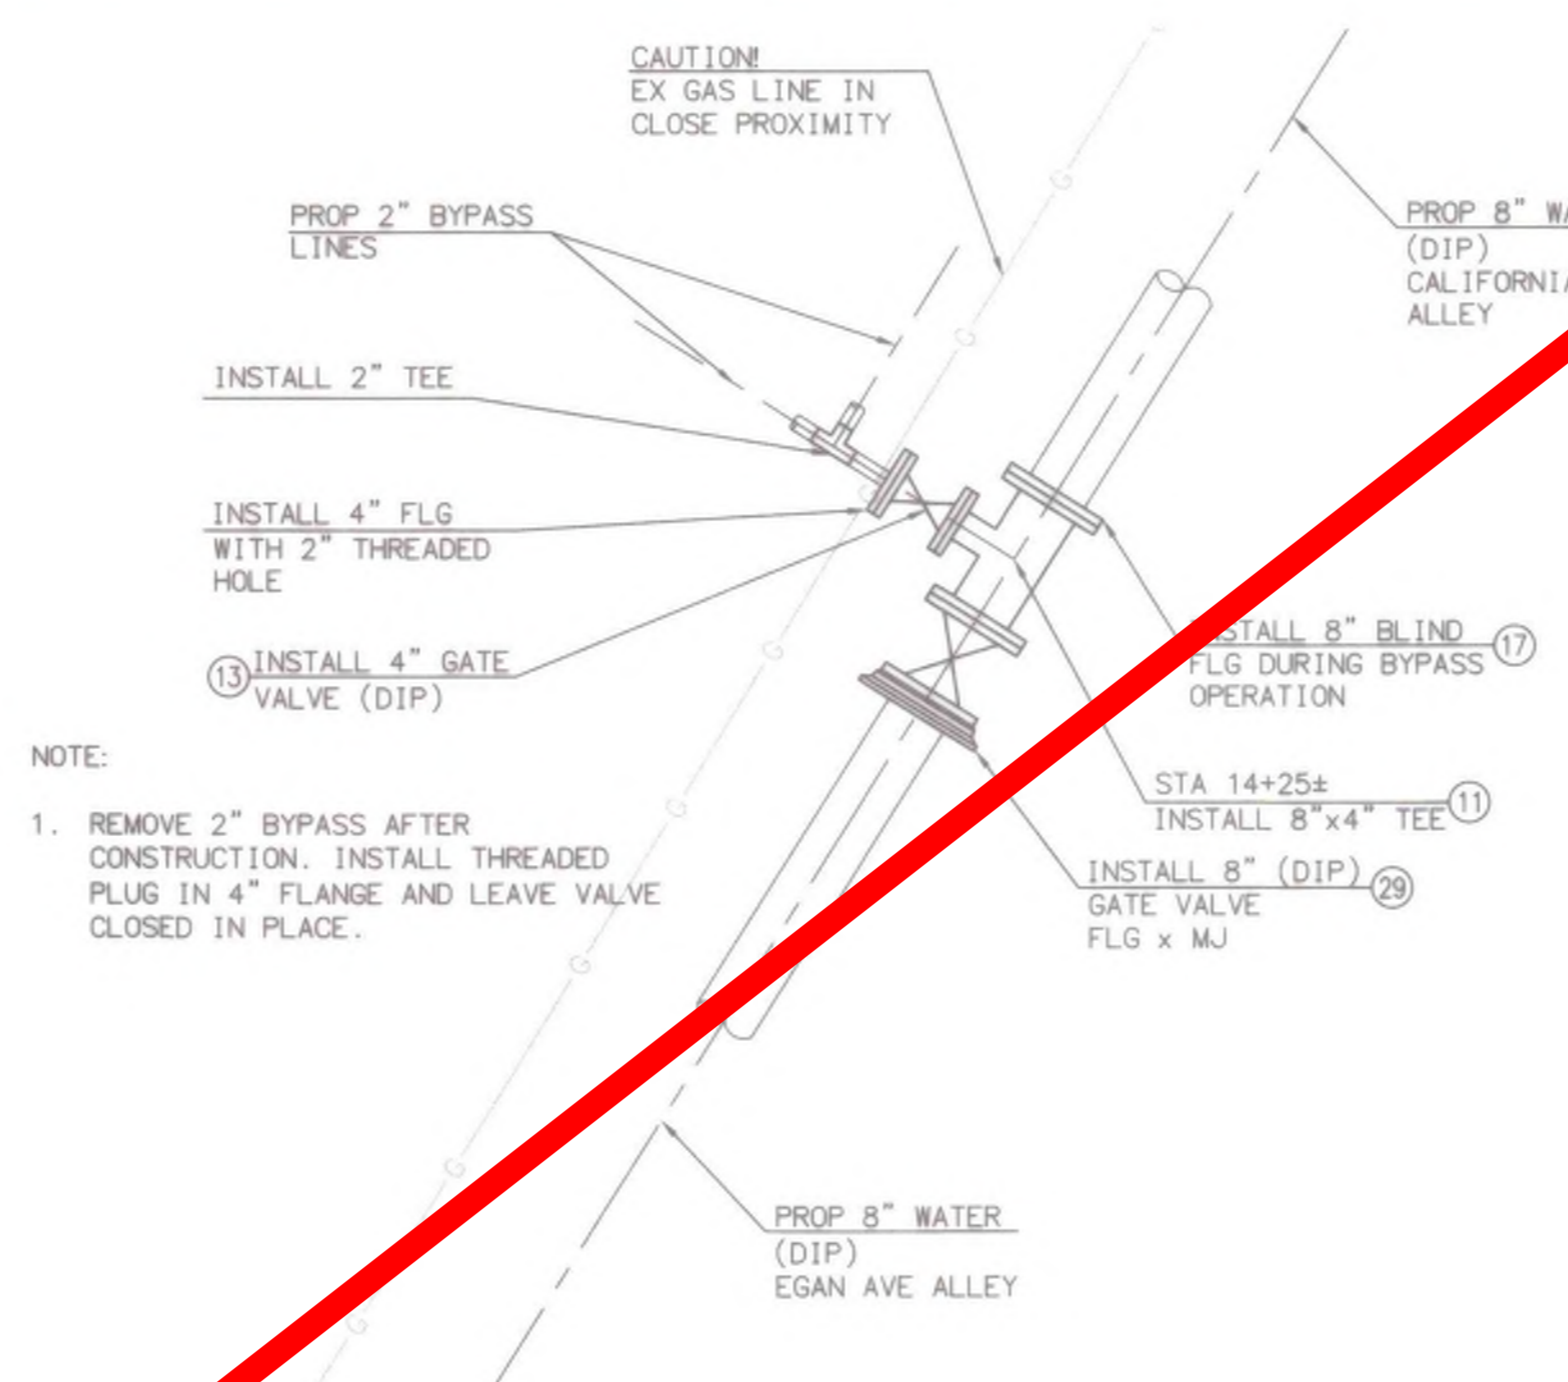 CAUTION!
EX GAS LINE IN
CLOSE PROXIMITY
PROP 2" BYPASS
LINES
PROP 8"
(DIP)
ALLEY
INSTALL 2" TEE
INSTALL 4" FLG
WITH 2" THREADED
HOLE
13 INSTALL 4" GATE
VALVE (DIP)
8" BLIND 17
FLG DURING BYPASS
OPERATION
NOTE:
1. REMOVE 2" BYPASS AFTER
CONSTRUCTION. INSTALL THREADED
PLUG IN 4" FLANGE AND LEAVE VALVE
CLOSED IN PLACE.
STA 14+25±
INSTALL 8"x4" TEE 11
INSTALL 8" (DIP) 29
GATE VALVE
FLG x MJ
PROP 8" WATER
(DIP)
EGAN AVE ALLEY
G
G
G
G
G
G
G